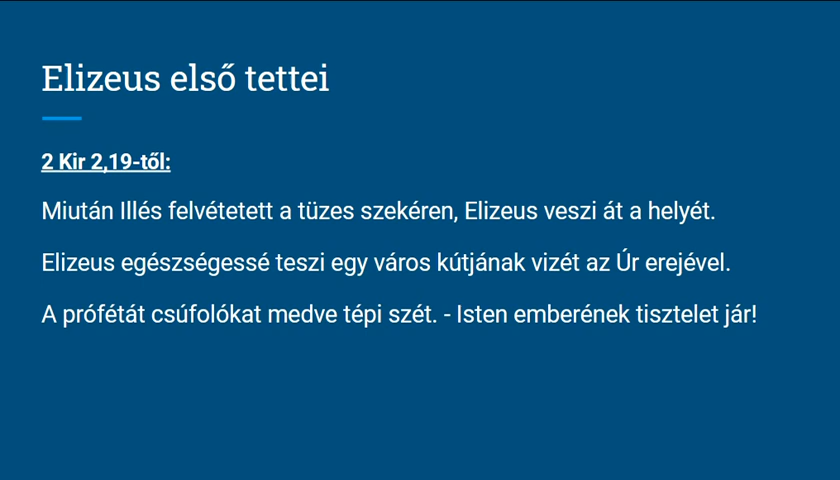 Elizeus első tettei
2 Kir 2,19-től:
Miután Illés felvétetett a tüzes szekéren, Elizeus veszi át a helyét.
Elizeus egészségessé teszi egy város kútjának vizét az Úr erejével.
A prófétát csúfolókat medve tépi szét. - Isten emberének tisztelet jár!